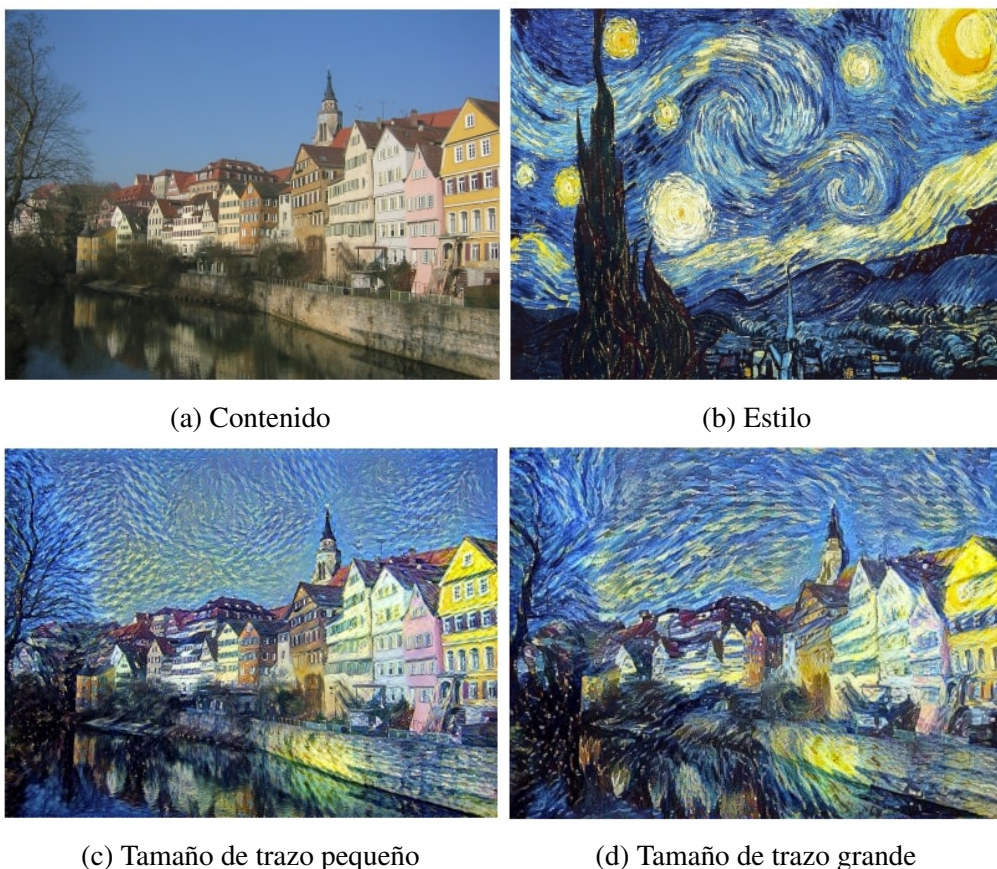 (a) Contenido
(b) Estilo
(c) Tamaño de trazo pequeño
(d) Tamaño de trazo grande